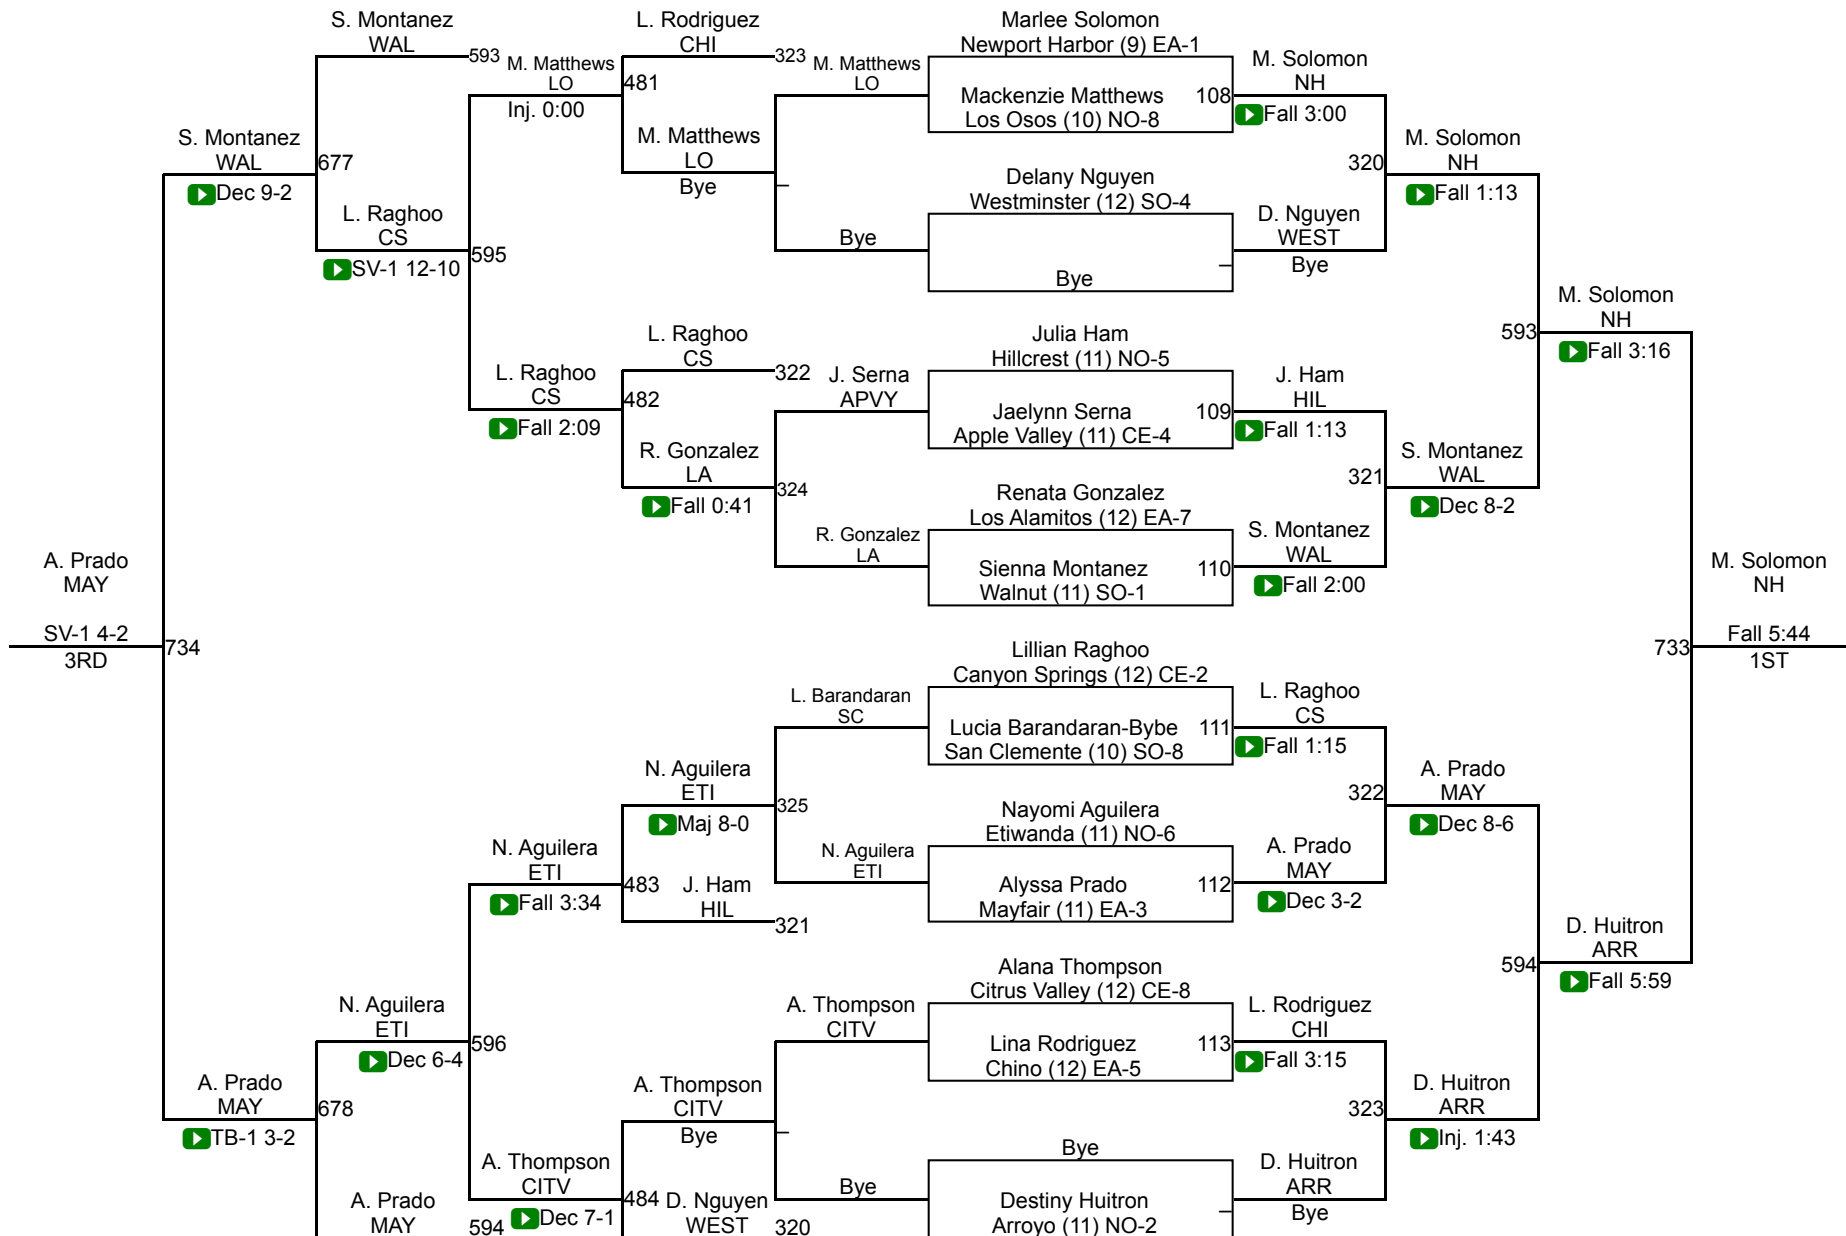 S. Montanez
WAL
593
L. Rodriguez
CHI
323
M. Matthews
LO
Inj. 0:00
481
M. Matthews
LO
Marlee Solomon
Newport Harbor (9) EA-1
Mackenzie Matthews
Los Osos (10) NO-8
108
M. Solomon
NH
Fall 3:00
S. Montanez
WAL
Dec 9-2
677
M. Matthews
LO
Bye
Delany Nguyen
Westminster (12) SO-4
Bye
Bye
D. Nguyen
WEST
Bye
320
M. Solomon
NH
Fall 1:13
L. Raghoo
CS
SV-1 12-10
595
L. Raghoo
CS
322
L. Raghoo
CS
Fall 2:09
482
J. Serna
APVY
Julia Ham
Hillcrest (11) NO-5
Jaelynn Serna
Apple Valley (11) CE-4
109
J. Ham
HIL
Fall 1:13
593
M. Solomon
NH
Fall 3:16
R. Gonzalez
LA
Fall 0:41
324
R. Gonzalez
LA
Renata Gonzalez
Los Alamitos (12) EA-7
Sienna Montanez
Walnut (11) SO-1
110
S. Montanez
WAL
Fall 2:00
321
S. Montanez
WAL
Dec 8-2
A. Prado
MAY
SV-1 4-2
3RD
734
M. Solomon
NH
733
Fall 5:44
1ST
L. Barandaran
SC
Lillian Raghoo
Canyon Springs (12) CE-2
Lucia Barandaran-Bybe
San Clemente (10) SO-8
111
L. Raghoo
CS
Fall 1:15
N. Aguilera
ETI
Maj 8-0
325
N. Aguilera
ETI
Nayomi Aguilera
Etiwanda (11) NO-6
Alyssa Prado
Mayfair (11) EA-3
112
A. Prado
MAY
Dec 3-2
322
A. Prado
MAY
Dec 8-6
N. Aguilera
ETI
Fall 3:34
483
J. Ham
HIL
321
594
D. Huitron
ARR
Fall 5:59
N. Aguilera
ETI
Dec 6-4
596
A. Thompson
CITV
Alana Thompson
Citrus Valley (12) CE-8
Lina Rodriguez
Chino (12) EA-5
113
L. Rodriguez
CHI
Fall 3:15
A. Prado
MAY
TB-1 3-2
678
A. Thompson
CITV
Bye
323
D. Huitron
ARR
Inj. 1:43
A. Thompson
CITV
Dec 7-1
484
Bye
Bye
Destiny Huitron
Arroyo (11) NO-2
D. Huitron
ARR
Bye
A. Prado
MAY
594
D. Nguyen
WEST
320